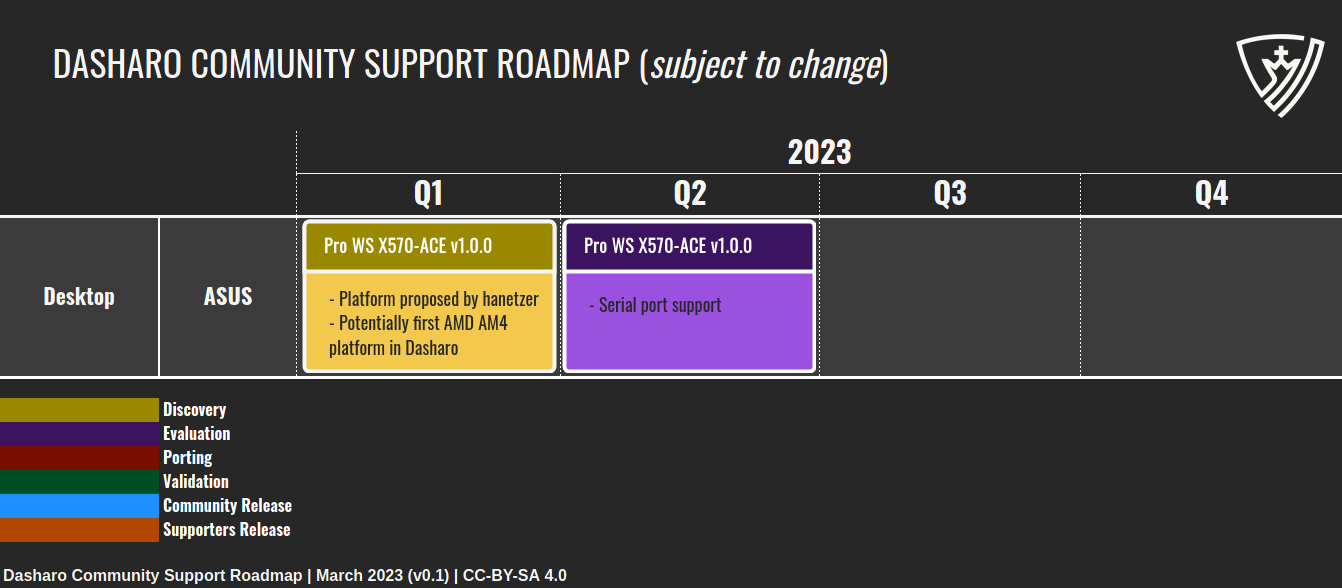 DASHARO COMMUNITY SUPPORT ROADMAP (subject to change)
2023
Q1 Q2 Q3 Q4
Desktop
ASUS
Pro WS X570-ACE v1.0.0
- Platform proposed by hanetzer
- Potentially first AMD AM4
platform in Dasharo
Pro WS X570-ACE v1.0.0
- Serial port support
Discovery
Evaluation
Porting
Validation
Community Release
Supporters Release
Dasharo Community Support Roadmap | March 2023 (v0.1) | CC-BY-SA 4.0